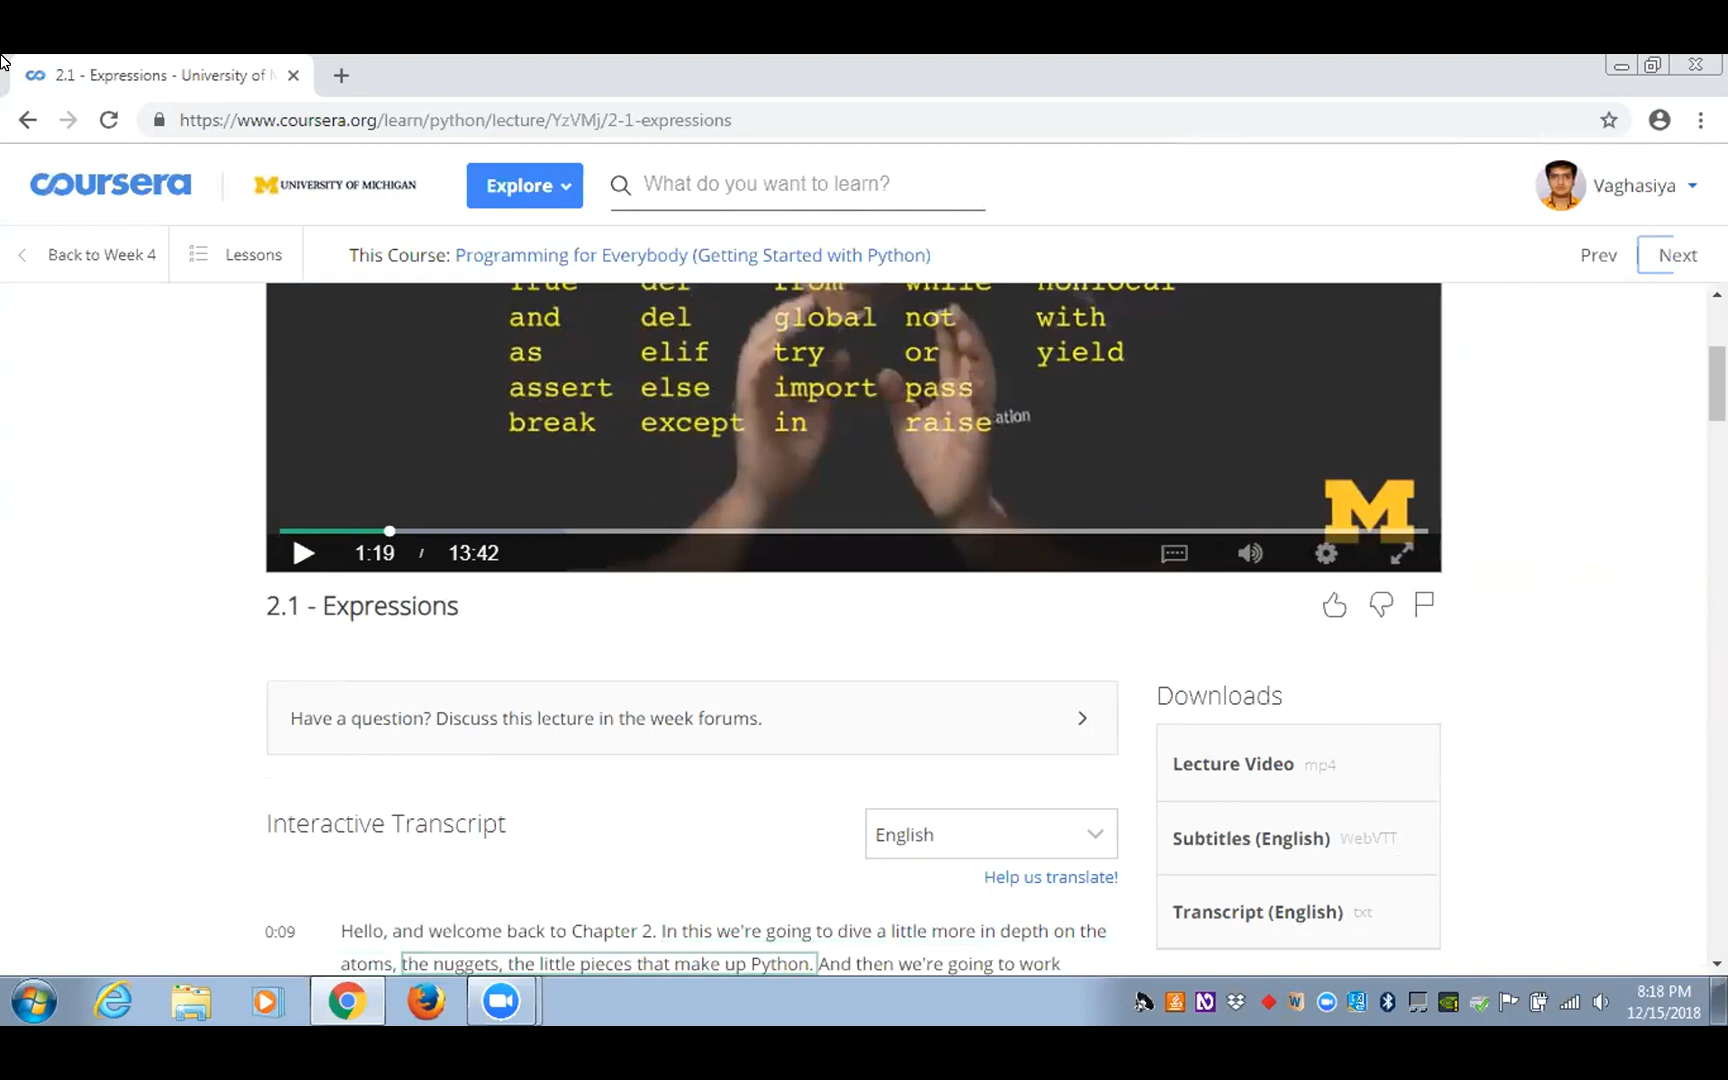 2.1 - Expressions - University of M
https://www.coursera.org/learn/python/lecture/YzVMj/2-1-expressions
coursera
M UNIVERSITY OF MICHIGAN
Explore
What do you want to learn?
Vaghasiya
Back to Week 4
Lessons
This Course: Programming for Everybody (Getting Started with Python)
Prev
Next
True def from while nonlocal
and del global not with
as elif try or yield
assert else import pass
break except in raise
ation
M
1:19 / 13:42
2.1 - Expressions
Have a question? Discuss this lecture in the week forums.
Downloads
Lecture Video mp4
Subtitles (English) WebVTT
Transcript (English) txt
Interactive Transcript
English
Help us translate!
0:09
Hello, and welcome back to Chapter 2. In this we're going to dive a little more in depth on the
atoms, the nuggets, the little pieces that make up Python. And then we're going to work
8:18 PM
12/15/2018